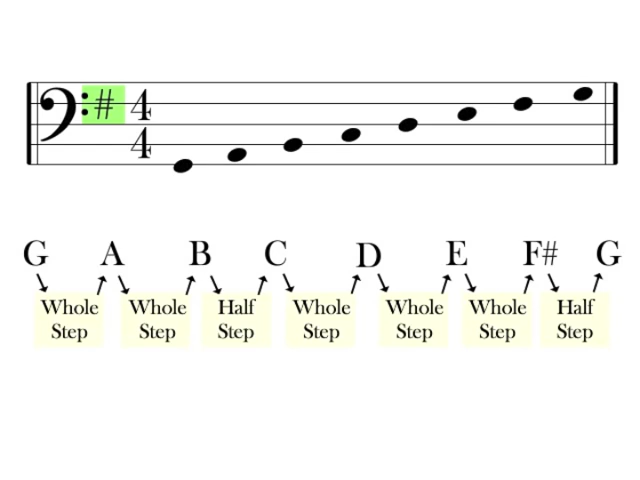 #
4
4
G A B C D E F# G
Whole Whole Half Whole Whole Whole Half
Step Step Step Step Step Step Step